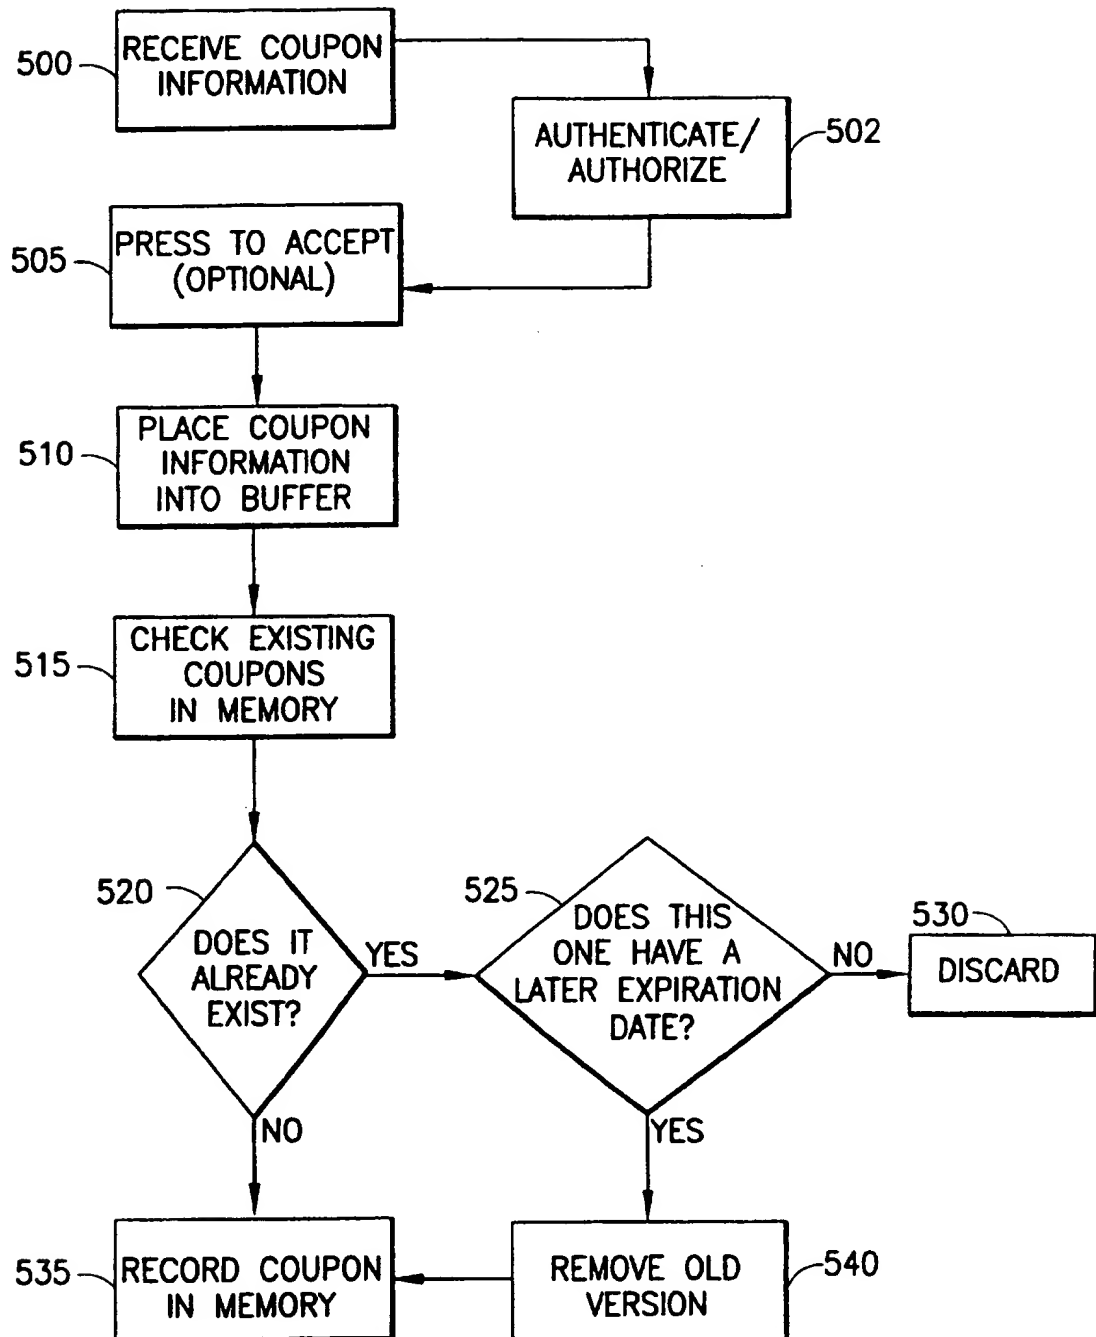 500
RECEIVE COUPON
INFORMATION
AUTHENTICATE/
AUTHORIZE
502
505
PRESS TO ACCEPT
(OPTIONAL)
510
PLACE COUPON
INFORMATION
INTO BUFFER
515
CHECK EXISTING
COUPONS
IN MEMORY
520
DOES IT
ALREADY
EXIST?
YES
NO
525
DOES THIS
ONE HAVE A
LATER EXPIRATION
DATE?
NO
YES
530
DISCARD
535
RECORD COUPON
IN MEMORY
REMOVE OLD
VERSION
540